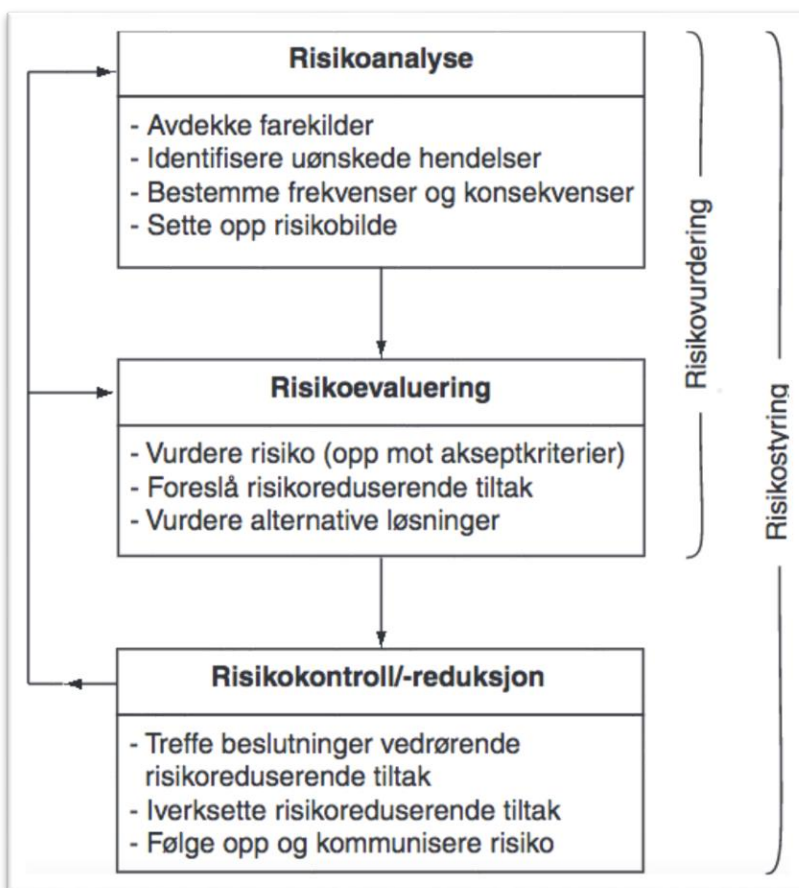 Risikoanalyse
- Avdekke farekilder
- Identifisere uønskede hendelser
- Bestemme frekvenser og konsekvenser
- Sette opp risikobilde
Risikoevaluering
- Vurdere risiko (opp mot akseptkriterier)
- Foreslå risikoreduserende tiltak
- Vurdere alternative løsninger
Risikokontroll/-reduksjon
- Treffe beslutninger vedrørende
risikoreduserende tiltak
- Iverksette risikoreduserende tiltak
- Følge opp og kommunisere risiko
Risikovurdering
Risikostyring